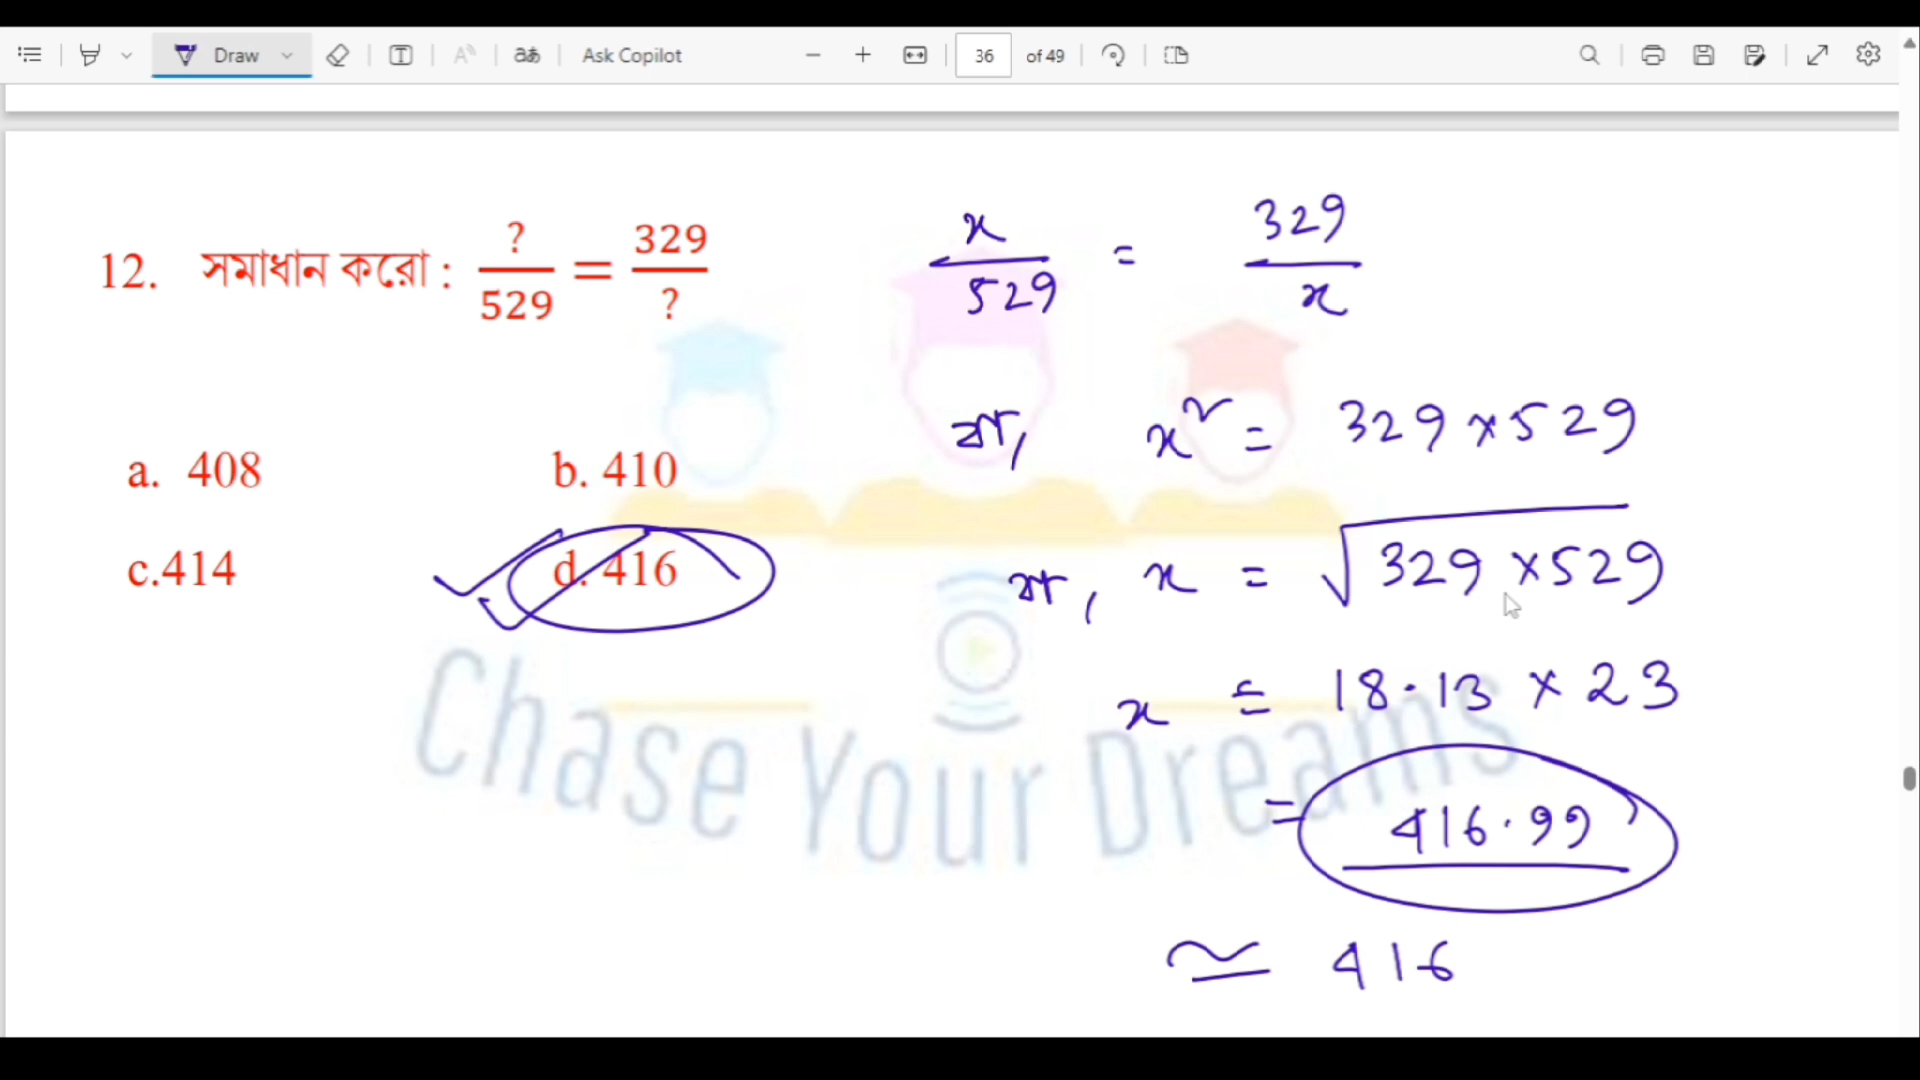 Draw Ask Copilot 36 of 49
12. সমাধান করো : ?/529 = 329/?
a. 408 b. 410
c.414 d. 416
x/529 = 329/x
বা, x² = 329 × 529
বা, x = √329 × 529
x = 18.13 × 23
= 416.99
≅ 416
Chase Your Dreams